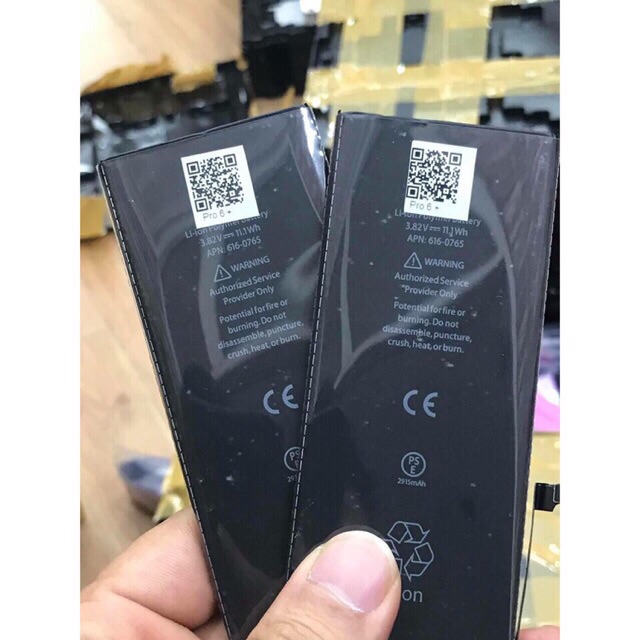 Pro 6 +
Li-ion Polymer Battery
3.82V 11.1Wh
APN: 616-0765
WARNING
Authorized Service
Provider Only
Potential for fire or
burning. Do not
disassemble, puncture,
crush, heat, or burn.
CE
PS
E
2915mAh
Pro 6 +
Li-ion Polymer Battery
3.82V 11.1Wh
APN: 616-0765
WARNING
Authorized Service
Provider Only
Potential for fire or
burning. Do not
disassemble, puncture,
crush, heat, or burn.
CE
PS
E
2915mAh